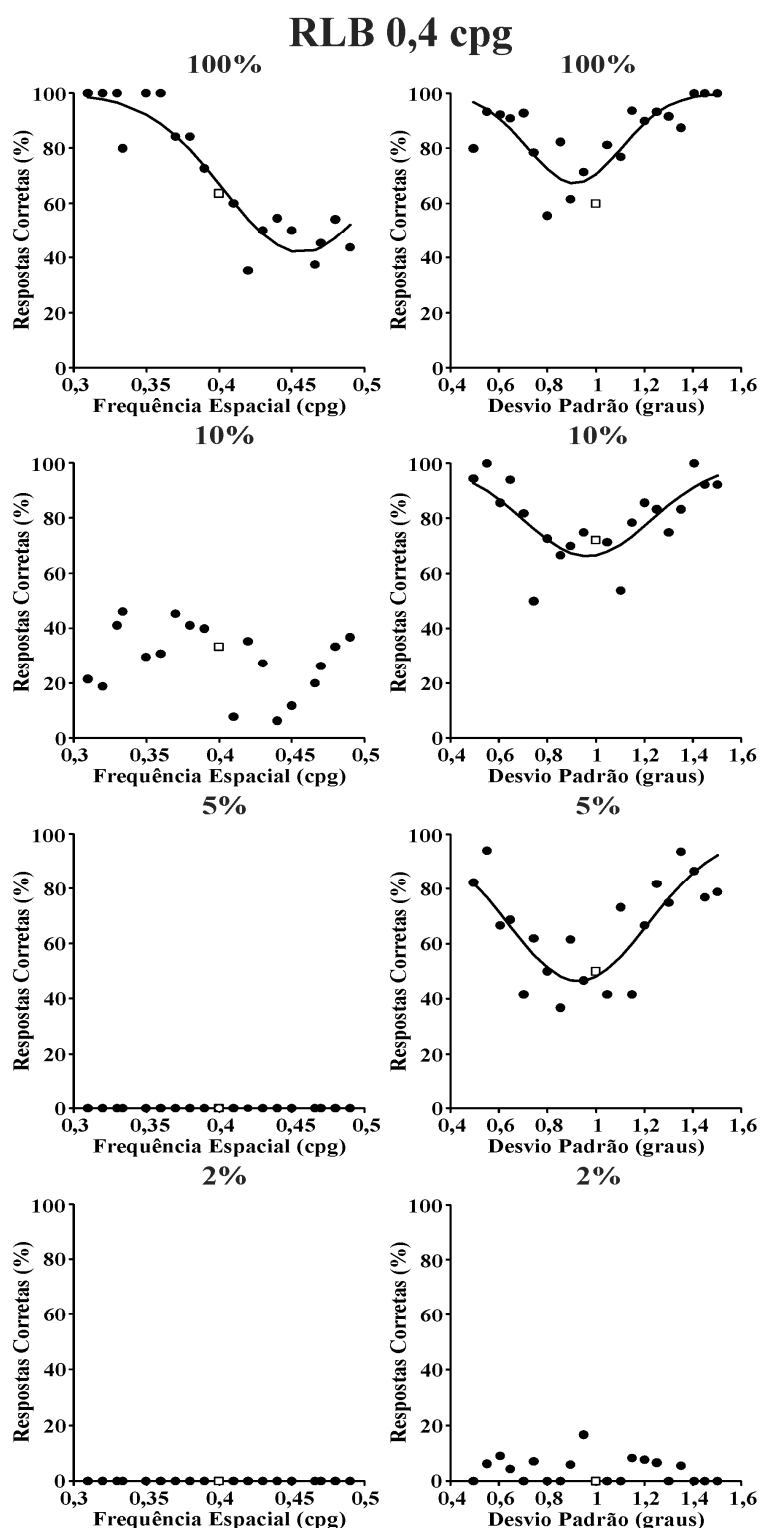 RLB 0,4 cpg
100%
Respostas Corretas (%)
100
80
60
40
20
0
0,3 0,35 0,4 0,45 0,5
Frequência Espacial (cpg)
100%
Respostas Corretas (%)
100
80
60
40
20
0
0,4 0,6 0,8 1 1,2 1,4 1,6
Desvio Padrão (graus)
10%
Respostas Corretas (%)
100
80
60
40
20
0
0,3 0,35 0,4 0,45 0,5
Frequência Espacial (cpg)
10%
Respostas Corretas (%)
100
80
60
40
20
0
0,4 0,6 0,8 1 1,2 1,4 1,6
Desvio Padrão (graus)
5%
Respostas Corretas (%)
100
80
60
40
20
0
0,3 0,35 0,4 0,45 0,5
Frequência Espacial (cpg)
5%
Respostas Corretas (%)
100
80
60
40
20
0
0,4 0,6 0,8 1 1,2 1,4 1,6
Desvio Padrão (graus)
2%
Respostas Corretas (%)
100
80
60
40
20
0
0,3 0,35 0,4 0,45 0,5
Frequência Espacial (cpg)
2%
Respostas Corretas (%)
100
80
60
40
20
0
0,4 0,6 0,8 1 1,2 1,4 1,6
Desvio Padrão (graus)